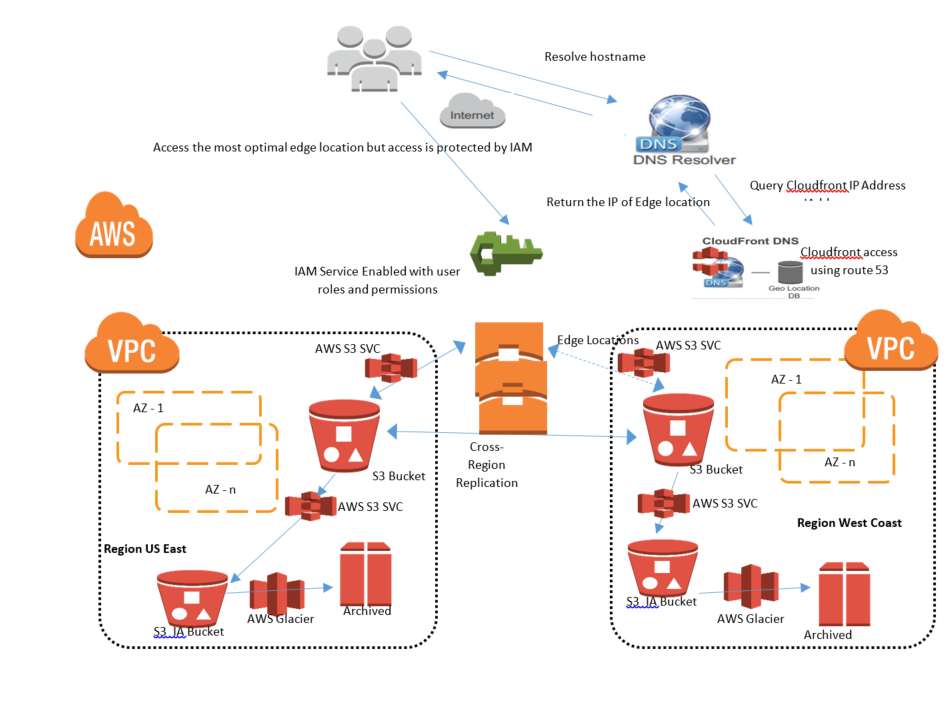 Resolve hostname
Internet
DNS
DNS Resolver
Access the most optimal edge location but access is protected by IAM
Query Cloudfront IP Address
Return the IP of Edge location
AWS
CloudFront DNS
Cloudfront access
using route 53
DNS
Geo Location
DB
IAM Service Enabled with user
roles and permissions
VPC
AWS S3 SVC
Edge Locations
AWS S3 SVC
VPC
AZ - 1
AZ - n
S3 Bucket
AWS S3 SVC
Cross-
Region
Replication
AZ - 1
AZ - n
S3 Bucket
AWS S3 SVC
Region West Coast
Region US East
S3_IA Bucket
AWS Glacier
Archived
S3_IA Bucket
AWS Glacier
Archived